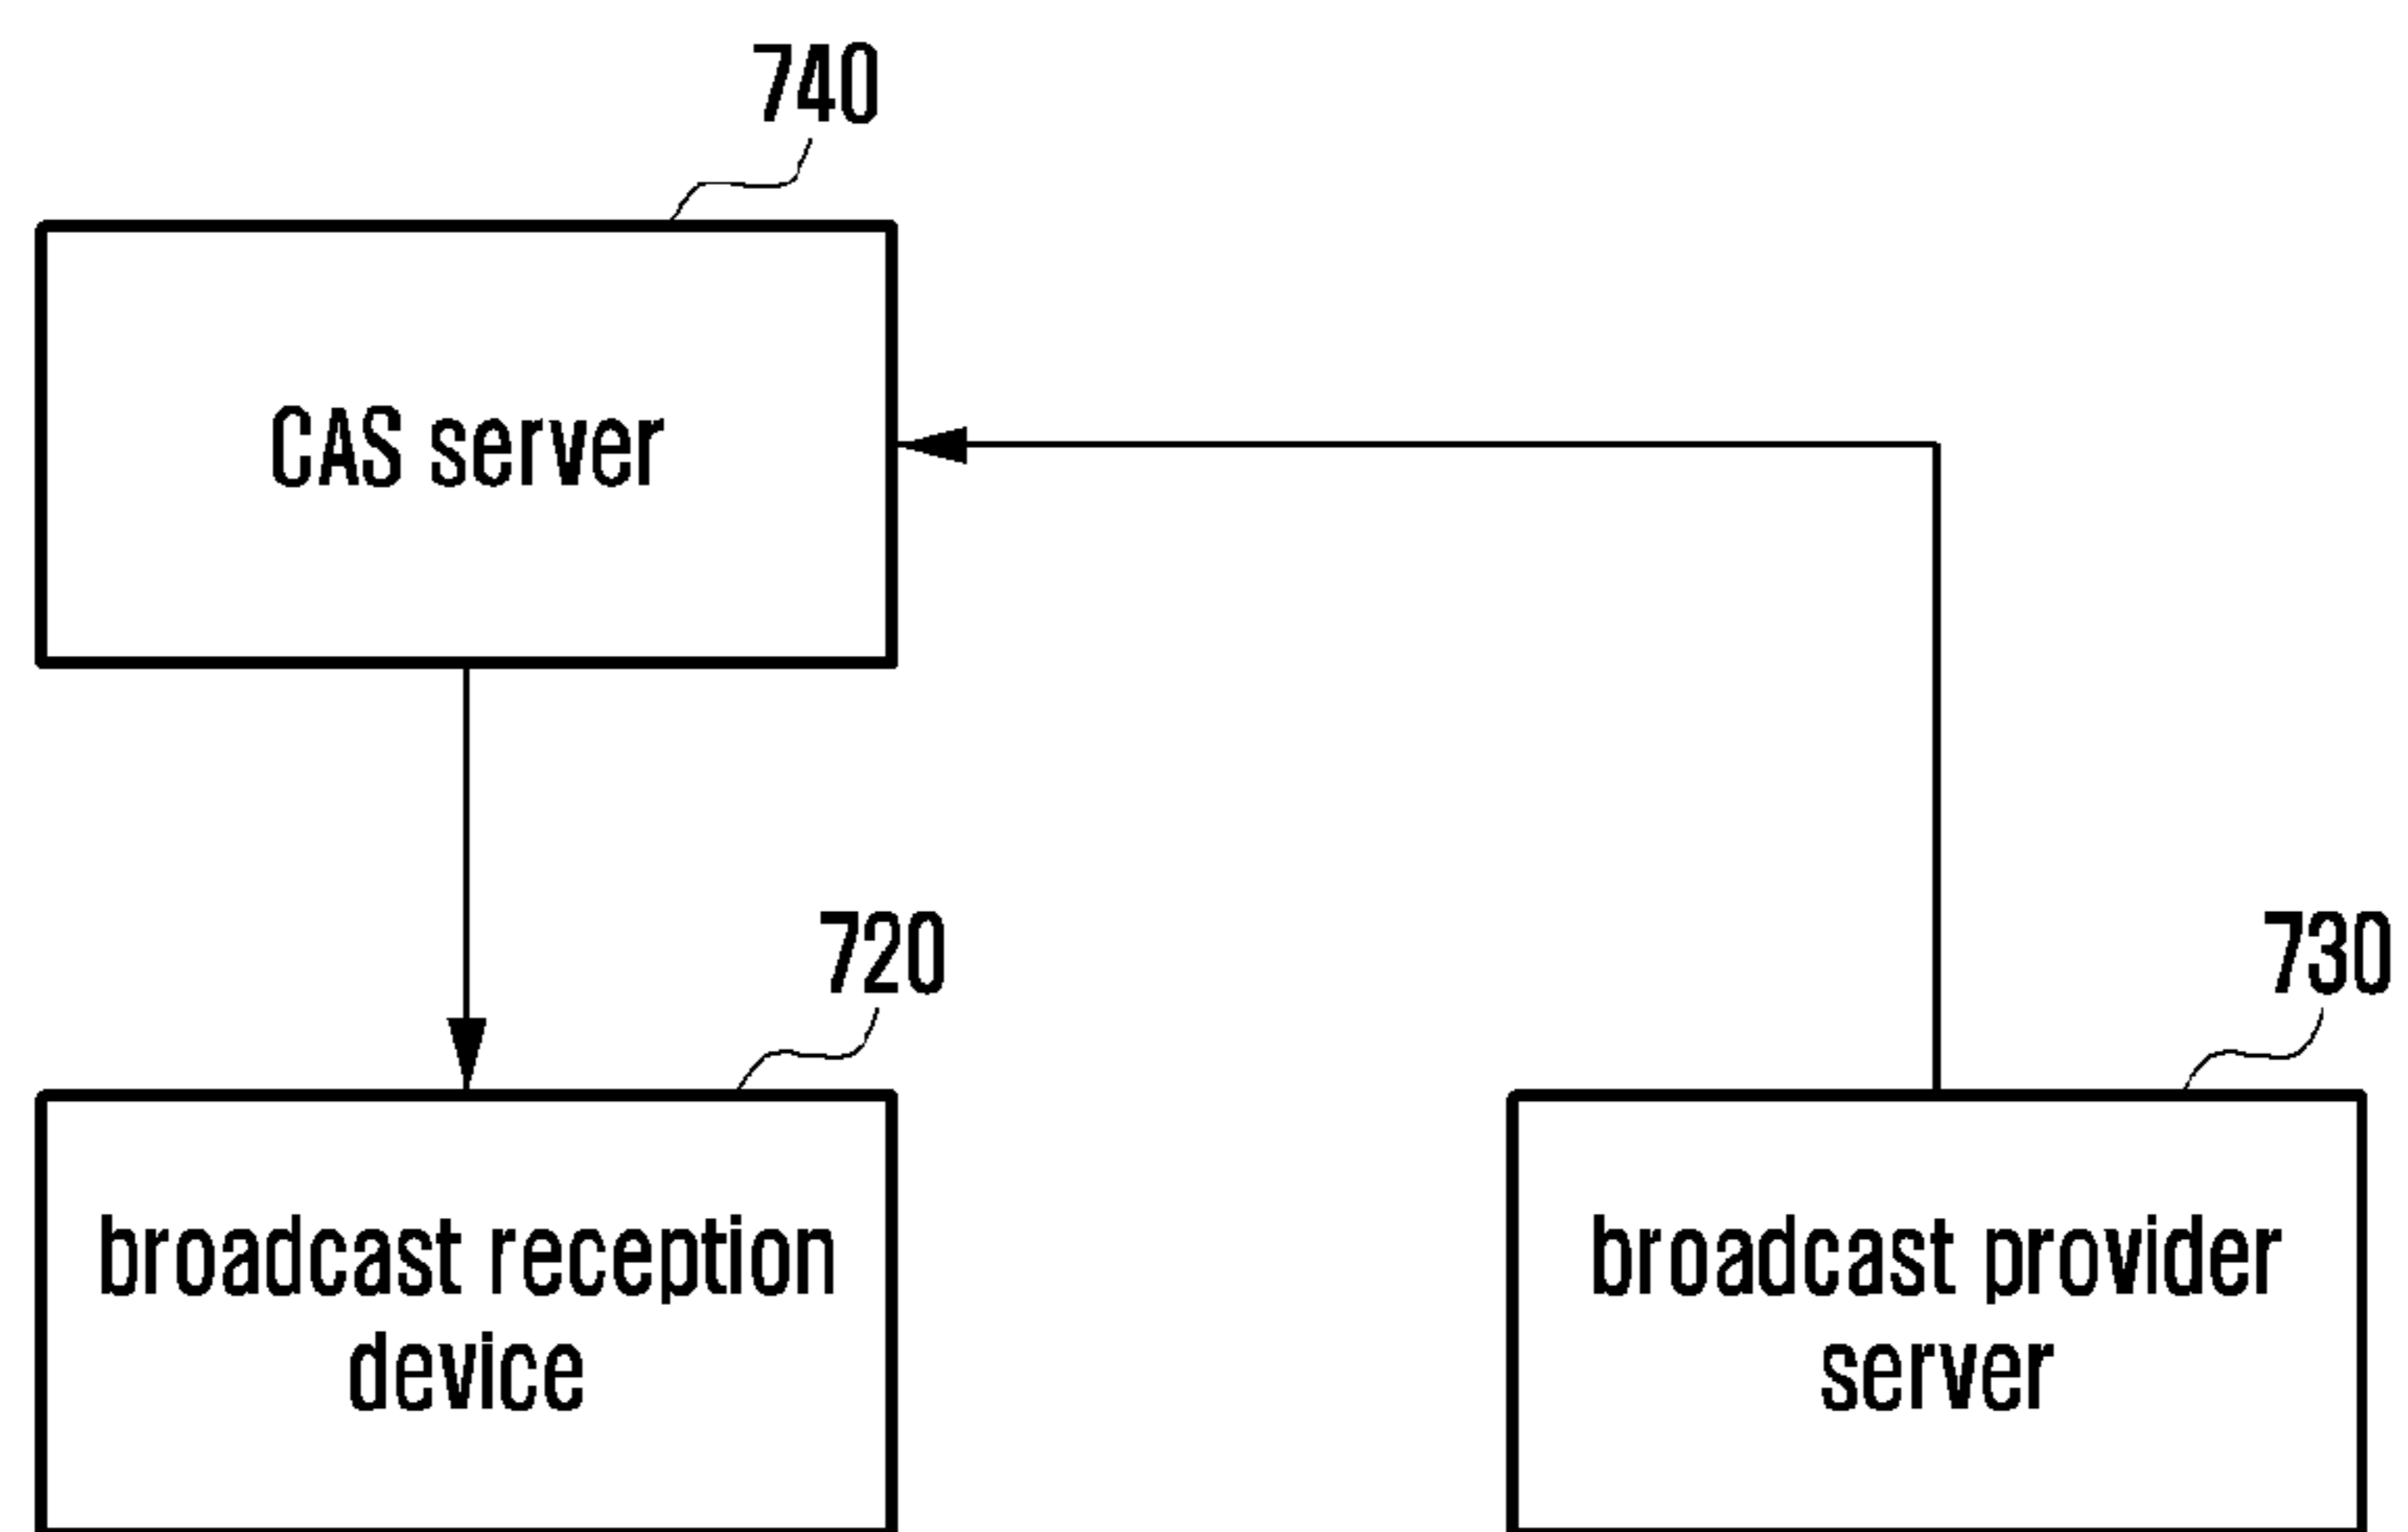 740
CAS server
720
730
broadcast reception
device
broadcast provider
server